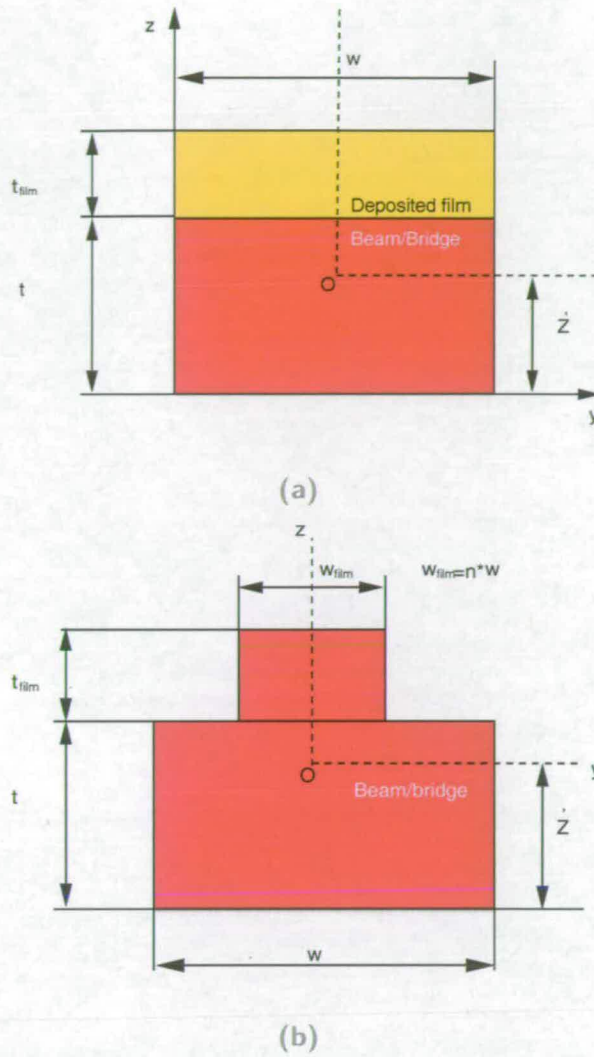 z
w
t_film
Deposited film
Beam/Bridge
t
O
ż
y
(a)
z
w_film
w_film=n*w
t_film
y
O
t
Beam/bridge
ż
w
(b)